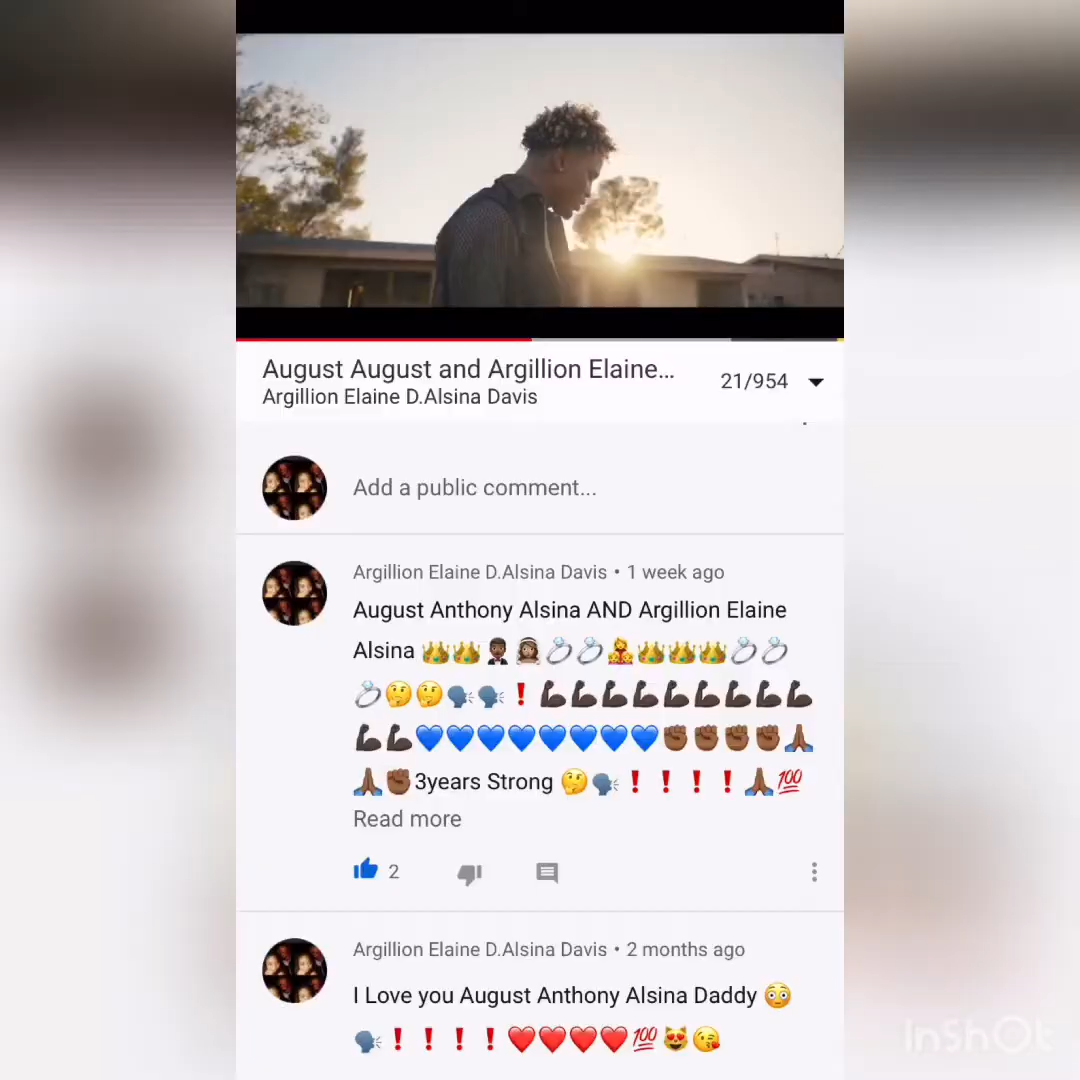 August August and Argillion Elaine...
21/954
Argillion Elaine D.Alsina Davis
Add a public comment...
Argillion Elaine D.Alsina Davis • 1 week ago
August Anthony Alsina AND Argillion Elaine
Alsina 👑👑🤵🏾👰🏾💍💍👩‍👧‍👧👑👑👑💍💍
💍🤔🤔🗣️🗣️❗💪🏿💪🏿💪🏿💪🏿💪🏿💪🏿💪🏿💪🏿💪🏿
💪🏿💪🏿💙💙💙💙💙💙💙💙✊🏾✊🏾✊🏾✊🏾🙏🏾
🙏🏾✊🏾3years Strong 🤔🗣️❗❗❗❗🙏🏾💯
Read more
2
Argillion Elaine D.Alsina Davis • 2 months ago
I Love you August Anthony Alsina Daddy 😳
🗣️❗❗❗❗❤️❤️❤️❤️💯😻😘
InShOt